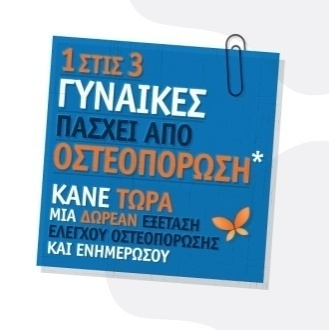 1 ΣΤΙΣ 3
ΓΥΝΑΙΚΕΣ
ΠΑΣΧΕΙ ΑΠΟ
ΟΣΤΕΟΠΟΡΩΣΗ*
ΚΑΝΕ ΤΩΡΑ
ΜΙΑ ΔΩΡΕΑΝ ΕΞΕΤΑΣΗ
ΕΛΕΓΧΟΥ ΟΣΤΕΟΠΟΡΩΣΗΣ
ΚΑΙ ΕΝΗΜΕΡΩΣΟΥ